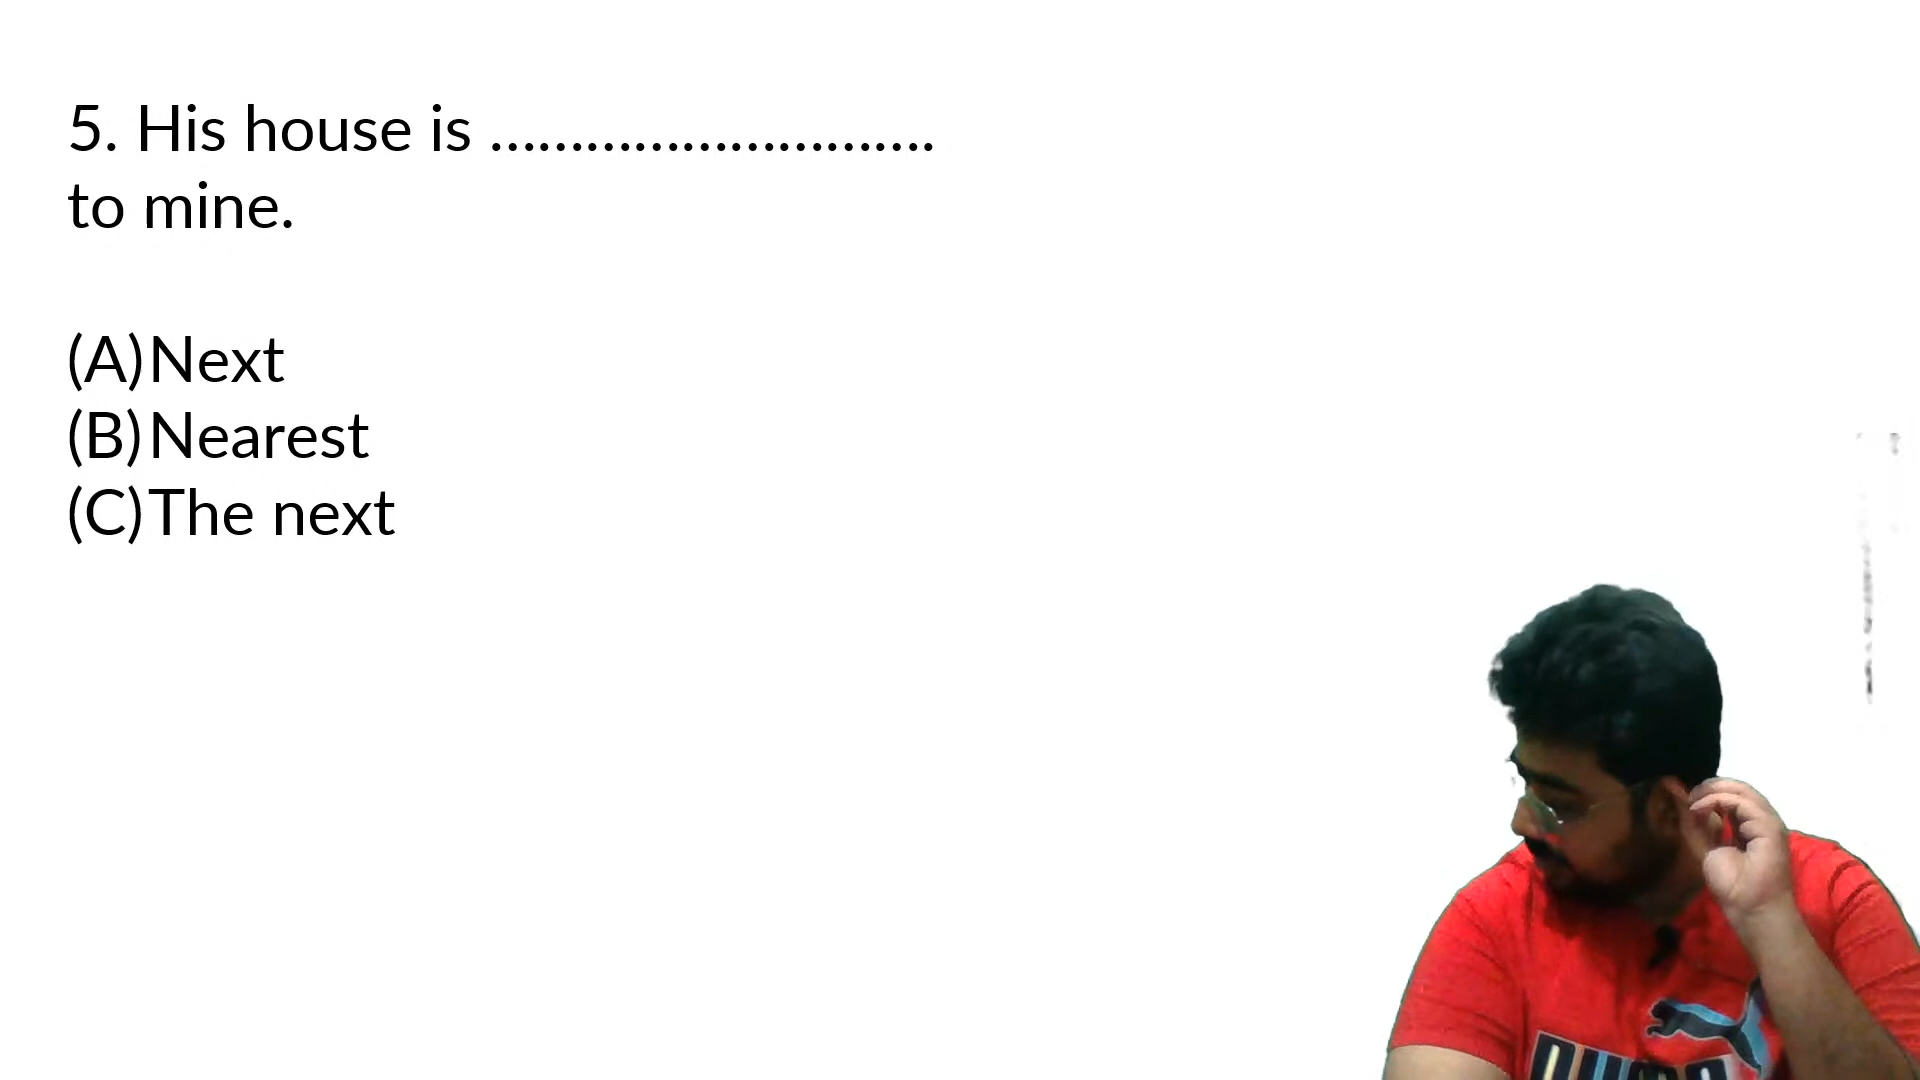 5. His house is ...............................
to mine.
(A)Next
(B)Nearest
(C)The next